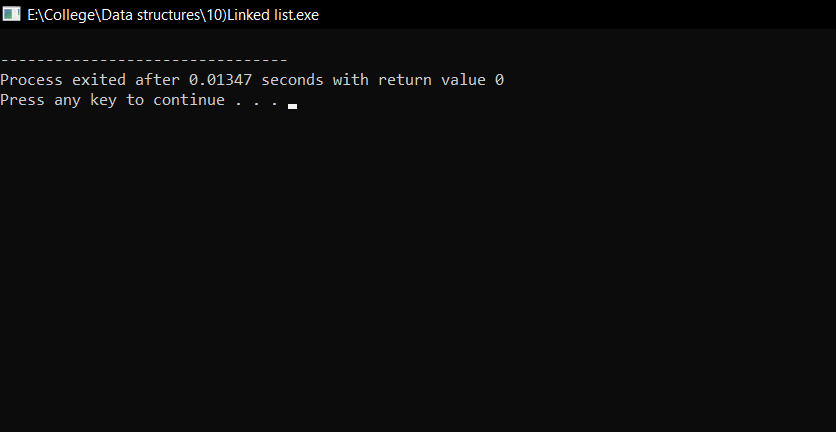 E:\College\Data structures\10)Linked list.exe
--------------------------------
Process exited after 0.01347 seconds with return value 0
Press any key to continue . . .